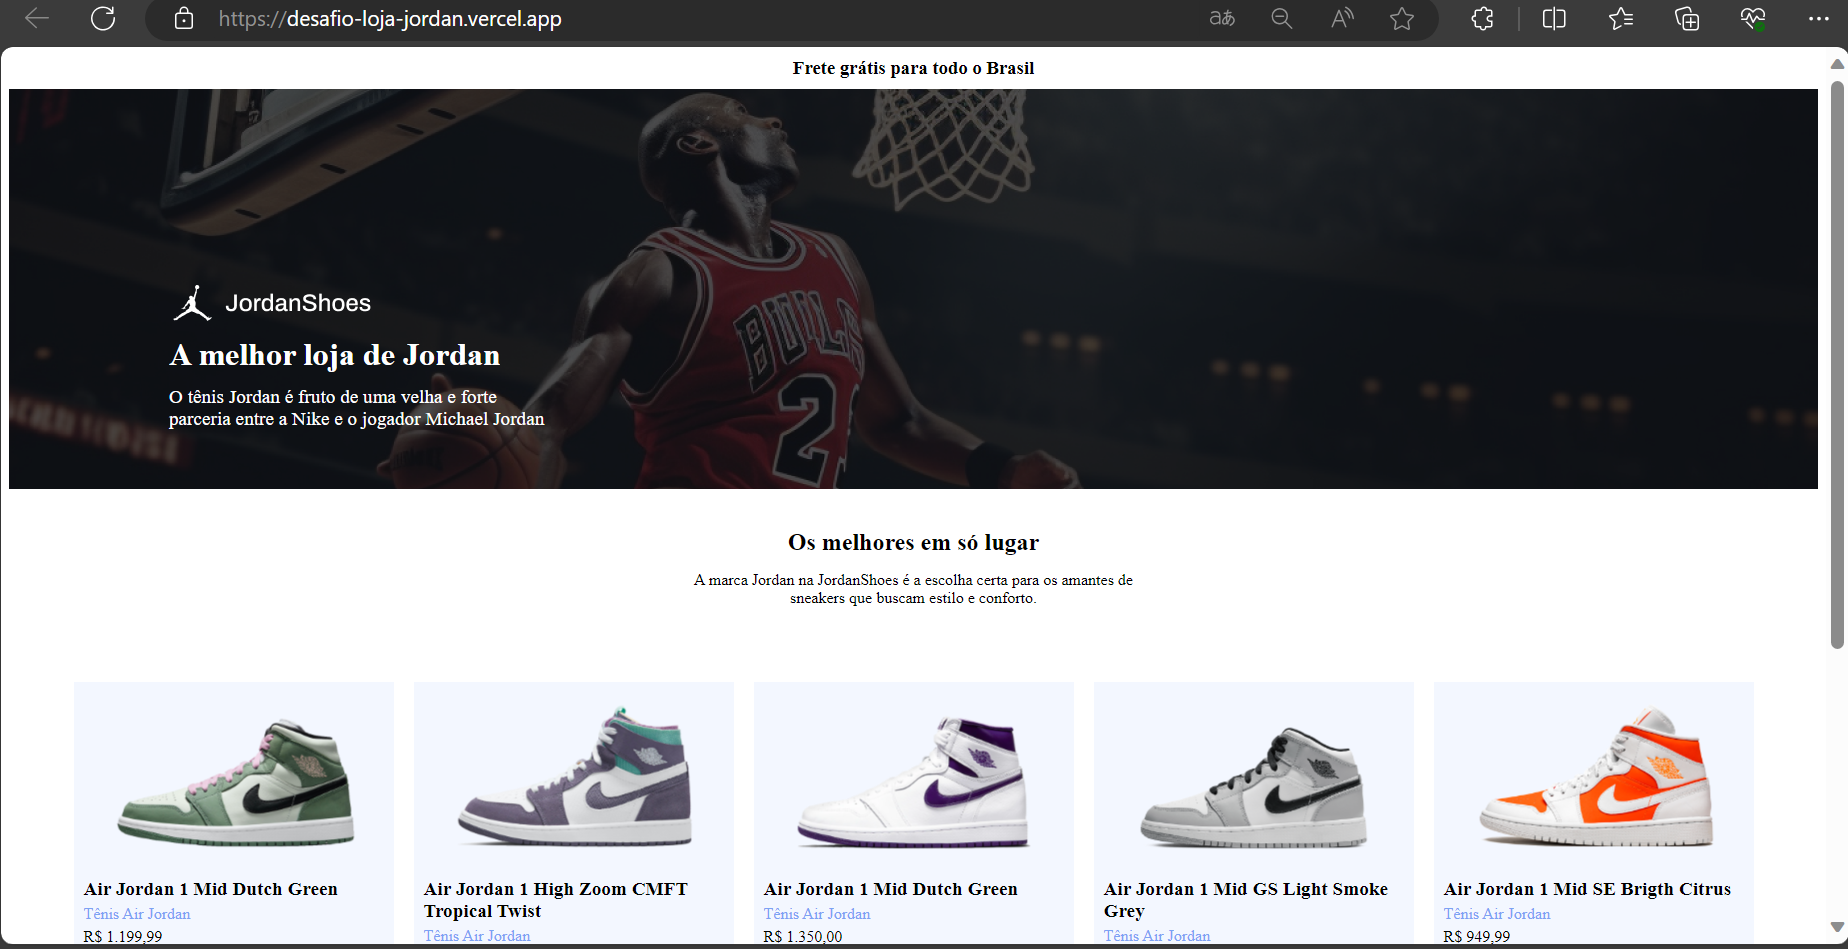 https://desafio-loja-jordan.vercel.app
Frete grátis para todo o Brasil
BULLS
2
JordanShoes
A melhor loja de Jordan
O tênis Jordan é fruto de uma velha e forte
parceria entre a Nike e o jogador Michael Jordan
Os melhores em só lugar
A marca Jordan na JordanShoes é a escolha certa para os amantes de
sneakers que buscam estilo e conforto.
Air Jordan 1 Mid Dutch Green
Tênis Air Jordan
R$ 1.199,99
Air Jordan 1 High Zoom CMFT
Tropical Twist
Tênis Air Jordan
Air Jordan 1 Mid Dutch Green
Tênis Air Jordan
R$ 1.350,00
Air Jordan 1 Mid GS Light Smoke
Grey
Tênis Air Jordan
Air Jordan 1 Mid SE Brigth Citrus
Tênis Air Jordan
R$ 949,99